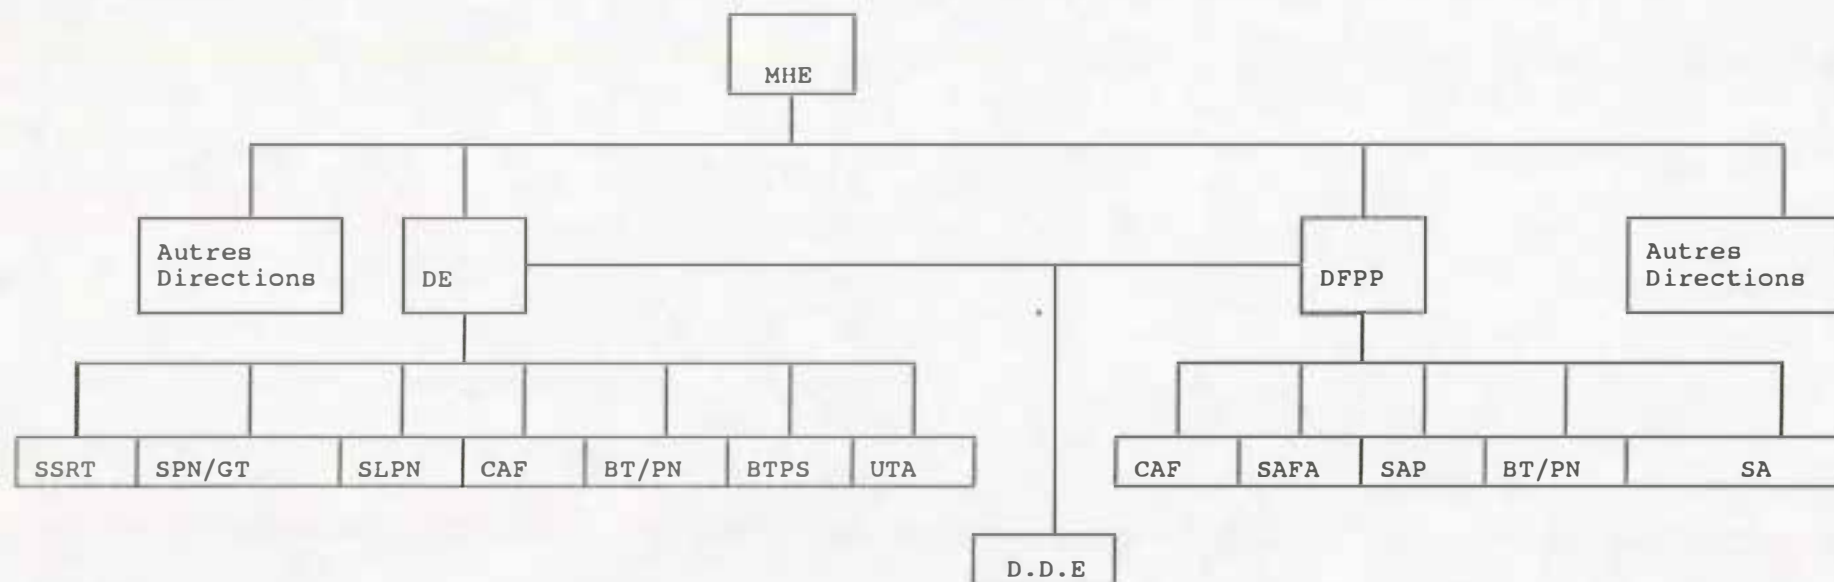 MHE
Autres
Directions
DE
DFPP
Autres
Directions
SSRT SPN/GT SLPN CAF BT/PN BTPS UTA CAF SAFA SAP BT/PN SA
D.D.E